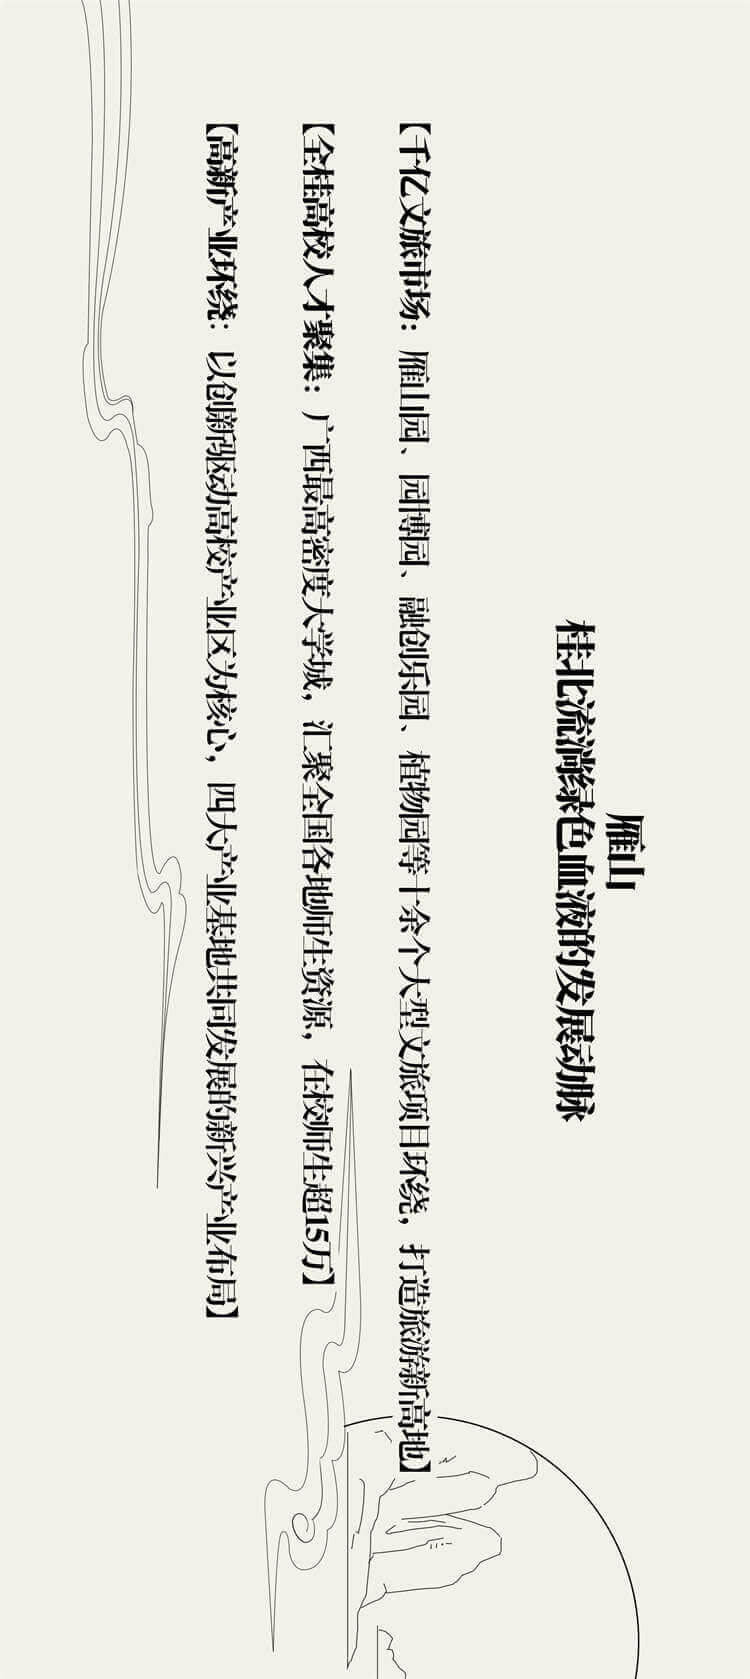 雁山
桂北流淌绿色血液的发展动脉
【千亿文旅市场：雁山园、园博园、融创乐园、植物园等十余个大型文旅项目环绕，打造旅游新高地】
【全桂高校人才聚集：广西最高密度大学城，汇聚全国各地师生资源，在校师生超15万】
【高新产业环绕：以创新驱动高校产业区为核心，四大产业基地共同发展的新兴产业布局】